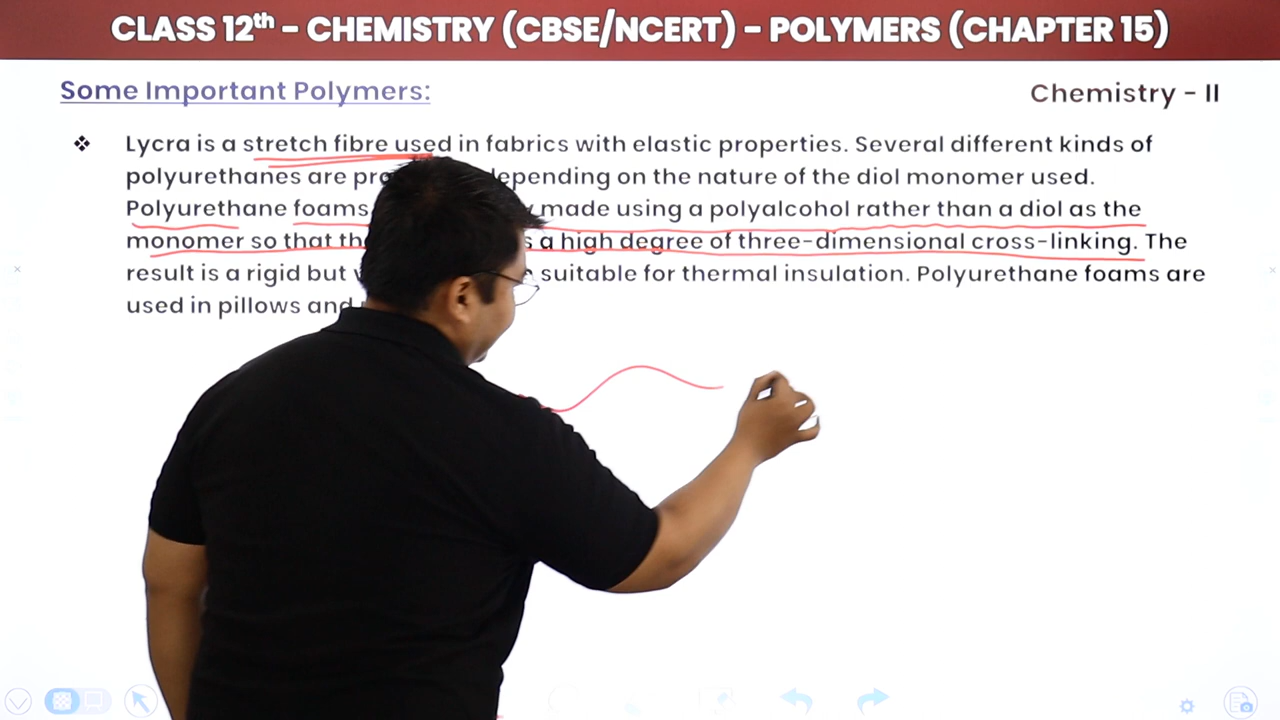 CLASS 12th - CHEMISTRY (CBSE/NCERT) - POLYMERS (CHAPTER 15)
Some Important Polymers:
Chemistry - II
❖ Lycra is a stretch fibre used in fabrics with elastic properties. Several different kinds of
polyurethanes are depending on the nature of the diol monomer used.
Polyurethane foams made using a polyalcohol rather than a diol as the
monomer so that a high degree of three-dimensional cross-linking. The
result is a rigid but suitable for thermal insulation. Polyurethane foams are
used in pillows and